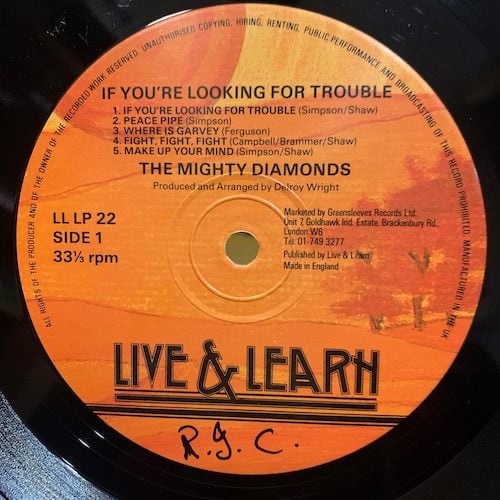 ALL RIGHTS OF THE PRODUCER AND OF THE OWNER OF THE RECORDED WORK RESERVED. UNAUTHORISED COPYING, HIRING, RENTING, PUBLIC PERFORMANCE AND BROADCASTING OF THIS RECORD PROHIBITED. MANUFACTURED IN THE UK
IF YOU'RE LOOKING FOR TROUBLE
1. IF YOU'RE LOOKING FOR TROUBLE (Simpson/Shaw)
2. PEACE PIPE (Simpson)
3. WHERE IS GARVEY (Ferguson)
4. FIGHT, FIGHT, FIGHT (Campbell/Brammer/Shaw)
5. MAKE UP YOUR MIND (Simpson/Shaw)
THE MIGHTY DIAMONDS
Produced and Arranged by Delroy Wright
LL LP 22
SIDE 1
33⅓ rpm
Marketed by Greensleeves Records Ltd.
Unit 7, Goldhawk Ind. Estate, Brackenbury Rd.,
London W6
Tel: 01-749 3277
Published by Live & Learn
Made in England
LIVE & LEARN
R.J.C.